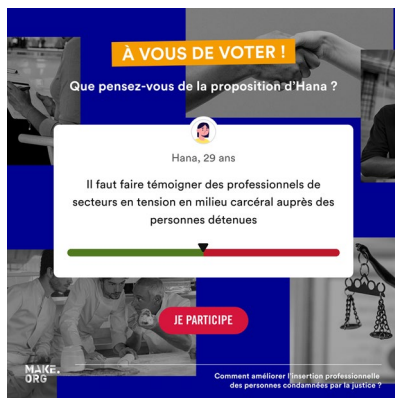 À VOUS DE VOTER !
Que pensez-vous de la proposition d'Hana ?
Hana, 29 ans
Il faut faire témoigner des professionnels de
secteurs en tension en milieu carcéral auprès des
personnes détenues
JE PARTICIPE
MAKE.
ORG
Comment améliorer l'insertion professionnelle
des personnes condamnées par la justice ?